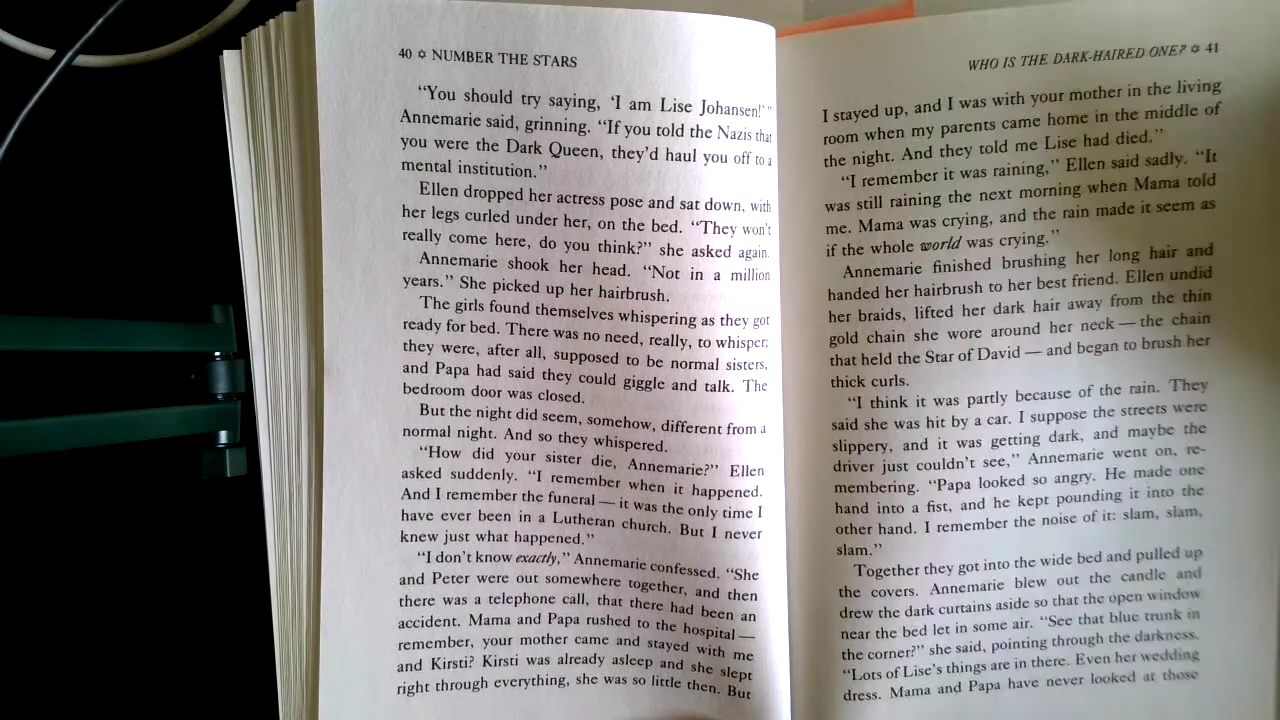 40 ✡ NUMBER THE STARS
“You should try saying, ‘I am Lise Johansen!’”
Annemarie said, grinning. “If you told the Nazis that
you were the Dark Queen, they’d haul you off to a
mental institution.”
Ellen dropped her actress pose and sat down, with
her legs curled under her, on the bed. “They won’t
really come here, do you think?” she asked again.
Annemarie shook her head. “Not in a million
years.” She picked up her hairbrush.
The girls found themselves whispering as they got
ready for bed. There was no need, really, to whisper;
they were, after all, supposed to be normal sisters,
and Papa had said they could giggle and talk. The
bedroom door was closed.
But the night did seem, somehow, different from a
normal night. And so they whispered.
“How did your sister die, Annemarie?” Ellen
asked suddenly. “I remember when it happened.
And I remember the funeral — it was the only time I
have ever been in a Lutheran church. But I never
knew just what happened.”
“I don’t know exactly,” Annemarie confessed. “She
and Peter were out somewhere together, and then
there was a telephone call, that there had been an
accident. Mama and Papa rushed to the hospital —
remember, your mother came and stayed with me
and Kirsti? Kirsti was already asleep and she slept
right through everything, she was so little then. But
WHO IS THE DARK-HAIRED ONE? ✡ 41
I stayed up, and I was with your mother in the living
room when my parents came home in the middle of
the night. And they told me Lise had died.”
“I remember it was raining,” Ellen said sadly. “It
was still raining the next morning when Mama told
me. Mama was crying, and the rain made it seem as
if the whole world was crying.”
Annemarie finished brushing her long hair and
handed her hairbrush to her best friend. Ellen undid
her braids, lifted her dark hair away from the thin
gold chain she wore around her neck — the chain
that held the Star of David — and began to brush her
thick curls.
“I think it was partly because of the rain. They
said she was hit by a car. I suppose the streets were
slippery, and it was getting dark, and maybe the
driver just couldn’t see,” Annemarie went on, re-
membering. “Papa looked so angry. He made one
hand into a fist, and he kept pounding it into the
other hand. I remember the noise of it: slam, slam,
slam.”
Together they got into the wide bed and pulled up
the covers. Annemarie blew out the candle and
drew the dark curtains aside so that the open window
near the bed let in some air. “See that blue trunk in
the corner?” she said, pointing through the darkness.
“Lots of Lise’s things are in there. Even her wedding
dress. Mama and Papa have never looked at those